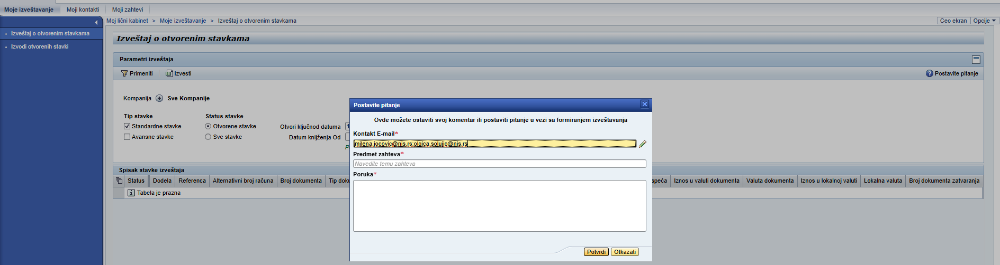 Moje izveštavanje Moji kontakti Moji zahtevi
Moj lični kabinet > Moje izveštavanje > Izveštaj o otvorenim stavkama Ceo ekran Opcije
Izveštaj o otvorenim stavkama
Izvodi otvorenih stavki
Izveštaj o otvorenim stavkama
Parametri izveštaja
Primeniti Izvesti Postavite pitanje
Kompanija Sve Kompanije
Tip stavke Status stavke
Standardne stavke Otvorene stavke Otvori ključnod datuma 1
Avansne stavke Sve stavke Datum knjiženja Od
Postavite pitanje
Ovde možete ostaviti svoj komentar ili postaviti pitanje u vezi sa formiranjem izveštavanja
Kontakt E-mail*
milena.jocovic@nis.rs;olgica.solujic@nis.rs
Predmet zahteva*
Navedite temu zahteva
Poruka*
Potvrdi Otkazati
Spisak stavke izveštaja
Status Dodela Referenca Alternativni broj računa Broj dokumenta Tip doku speća Iznos u valuti dokumenta Valuta dokumenta Iznos u lokalnoj valuti Lokalna valuta Broj dokumenta zatvaranja
Tabela je prazna